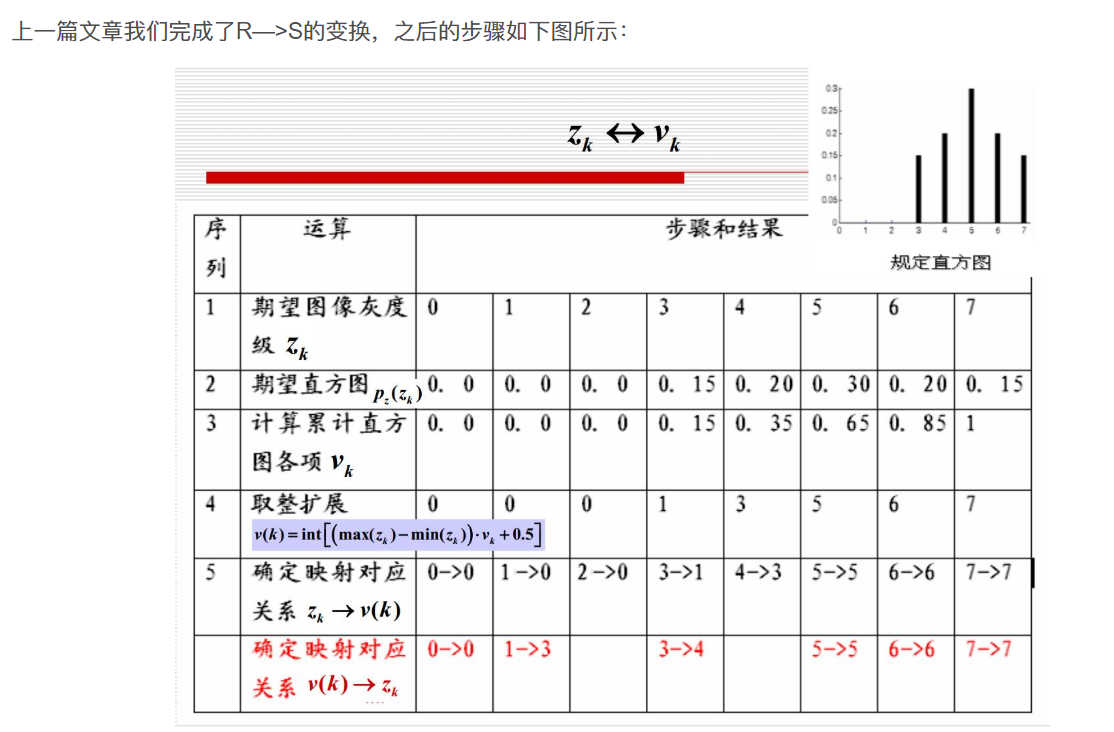 上一篇文章我们完成了R—>S的变换，之后的步骤如下图所示：
z_k ↔ v_k
0.3
0.25
0.2
0.15
0.1
0.05
0
0 1 2 3 4 5 6 7
规定直方图
序列 运算 步骤和结果
1 期望图像灰度级 z_k 0 1 2 3 4 5 6 7
2 期望直方图 p_z(z_k) 0. 0 0. 0 0. 0 0. 15 0. 20 0. 30 0. 20 0. 15
3 计算累计直方图各项 v_k 0. 0 0. 0 0. 0 0. 15 0. 35 0. 65 0. 85 1
4 取整扩展 0 0 0 1 3 5 6 7
v(k) = int[(max(z_k) − min(z_k)) · v_k + 0.5]
5 确定映射对应关系 z_k → v(k) 0->0 1->0 2->0 3->1 4->3 5->5 6->6 7->7
确定映射对应关系 v(k) → z_k 0->0 1->3 3->4 5->5 6->6 7->7